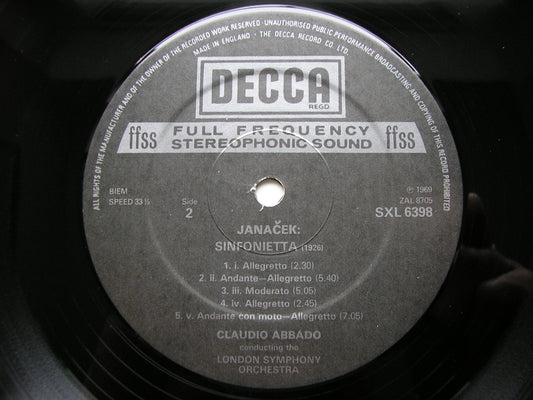 ALL RIGHTS OF THE MANUFACTURER AND OF THE OWNER OF THE RECORDED WORK RESERVED · UNAUTHORISED PUBLIC PERFORMANCE BROADCASTING AND COPYING OF THIS RECORD PROHIBITED
MADE IN ENGLAND · THE DECCA RECORD CO. LTD.
DECCA
REGD
ffss FULL FREQUENCY STEREOPHONIC SOUND ffss
BIEM
SPEED 33⅓
Side
2
℗ 1969
ZAL 8705
SXL 6398
JANAČEK:
SINFONIETTA (1926)
1. i. Allegretto (2.30)
2. ii. Andante—Allegretto (5.40)
3. iii. Moderato (5.05)
4. iv. Allegretto (2.45)
5. v. Andante con moto—Allegretto (7.05)
CLAUDIO ABBADO
conducting the
LONDON SYMPHONY
ORCHESTRA